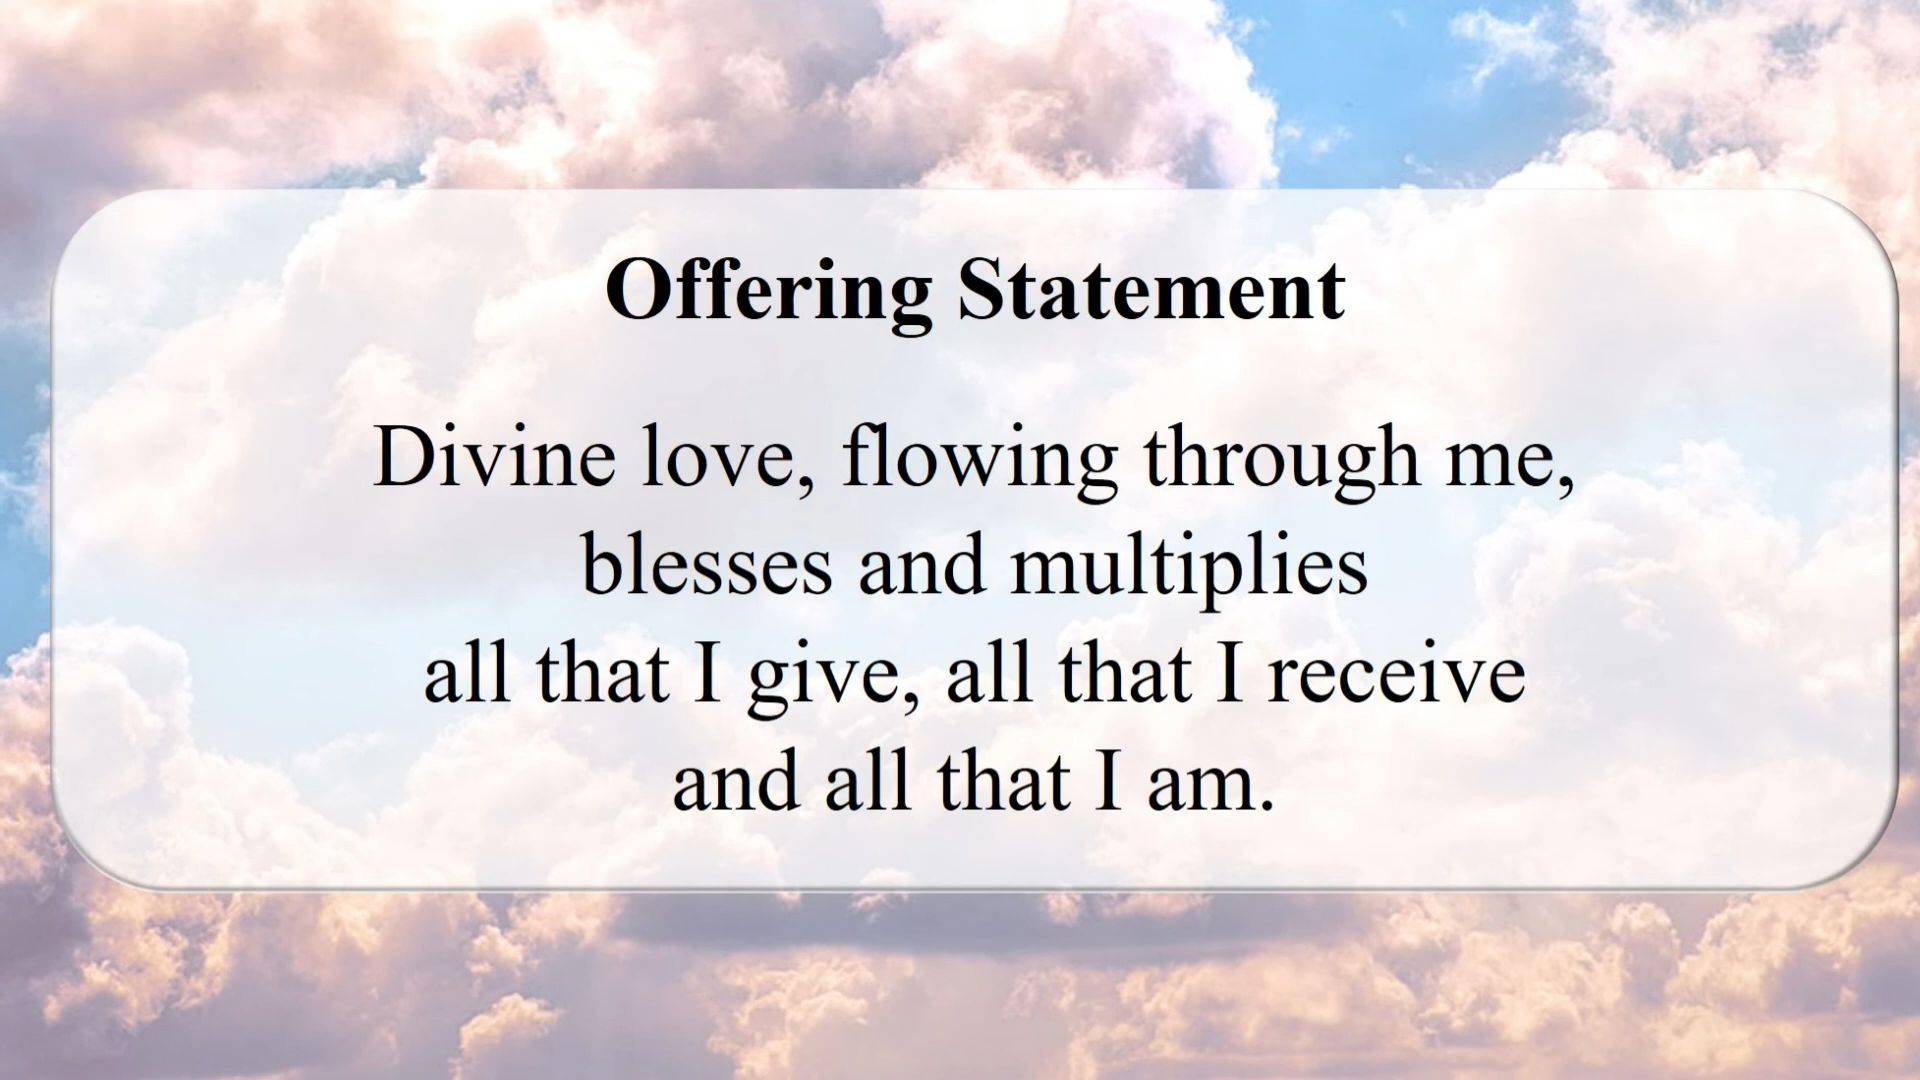 Offering Statement
Divine love, flowing through me,
blesses and multiplies
all that I give, all that I receive
and all that I am.